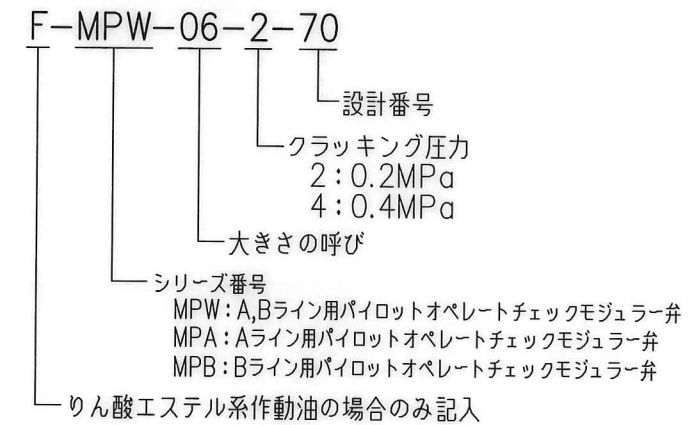 F-MPW-06-2-70
設計番号
クラッキング圧力
2:0.2MPa
4:0.4MPa
大きさの呼び
シリーズ番号
MPW:A,Bライン用パイロットオペレートチェックモジュラー弁
MPA:Aライン用パイロットオペレートチェックモジュラー弁
MPB:Bライン用パイロットオペレートチェックモジュラー弁
りん酸エステル系作動油の場合のみ記入